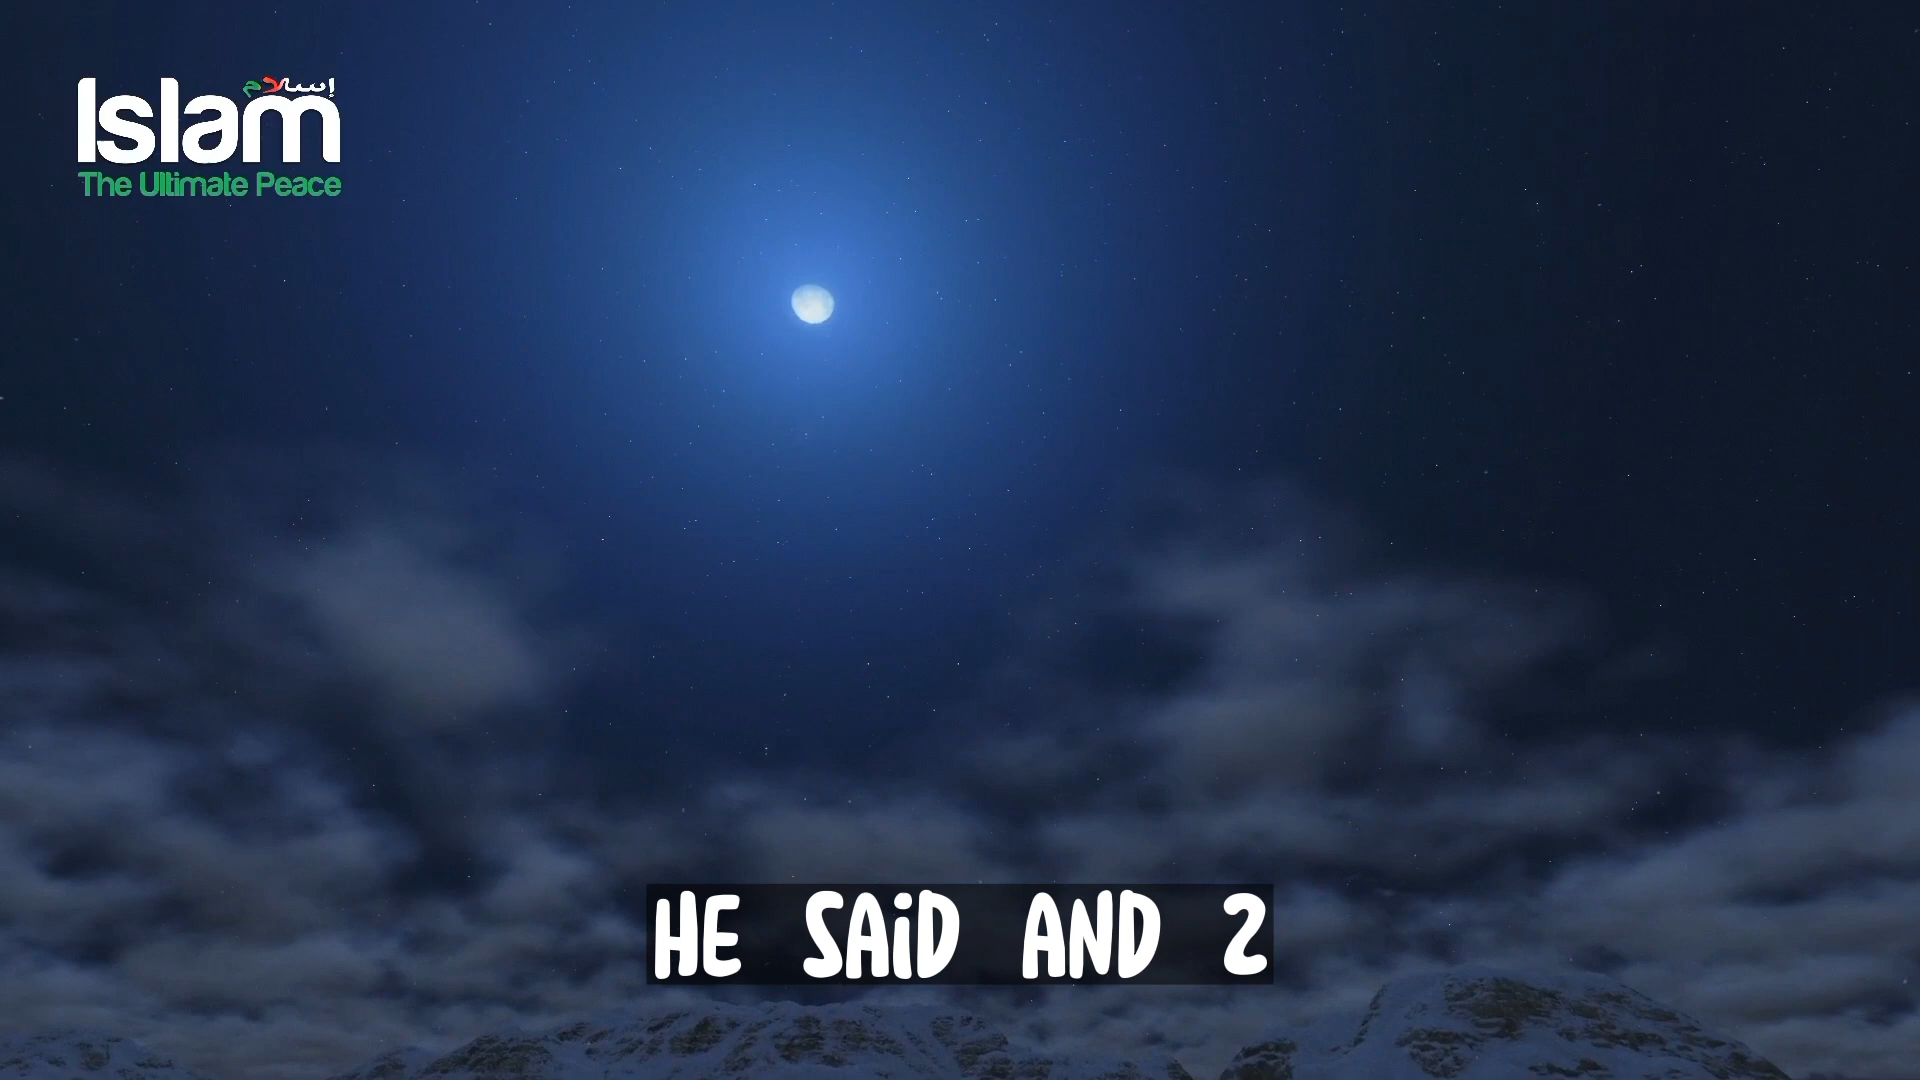 إسلام
Islam
The Ultimate Peace
HE SAID AND 2